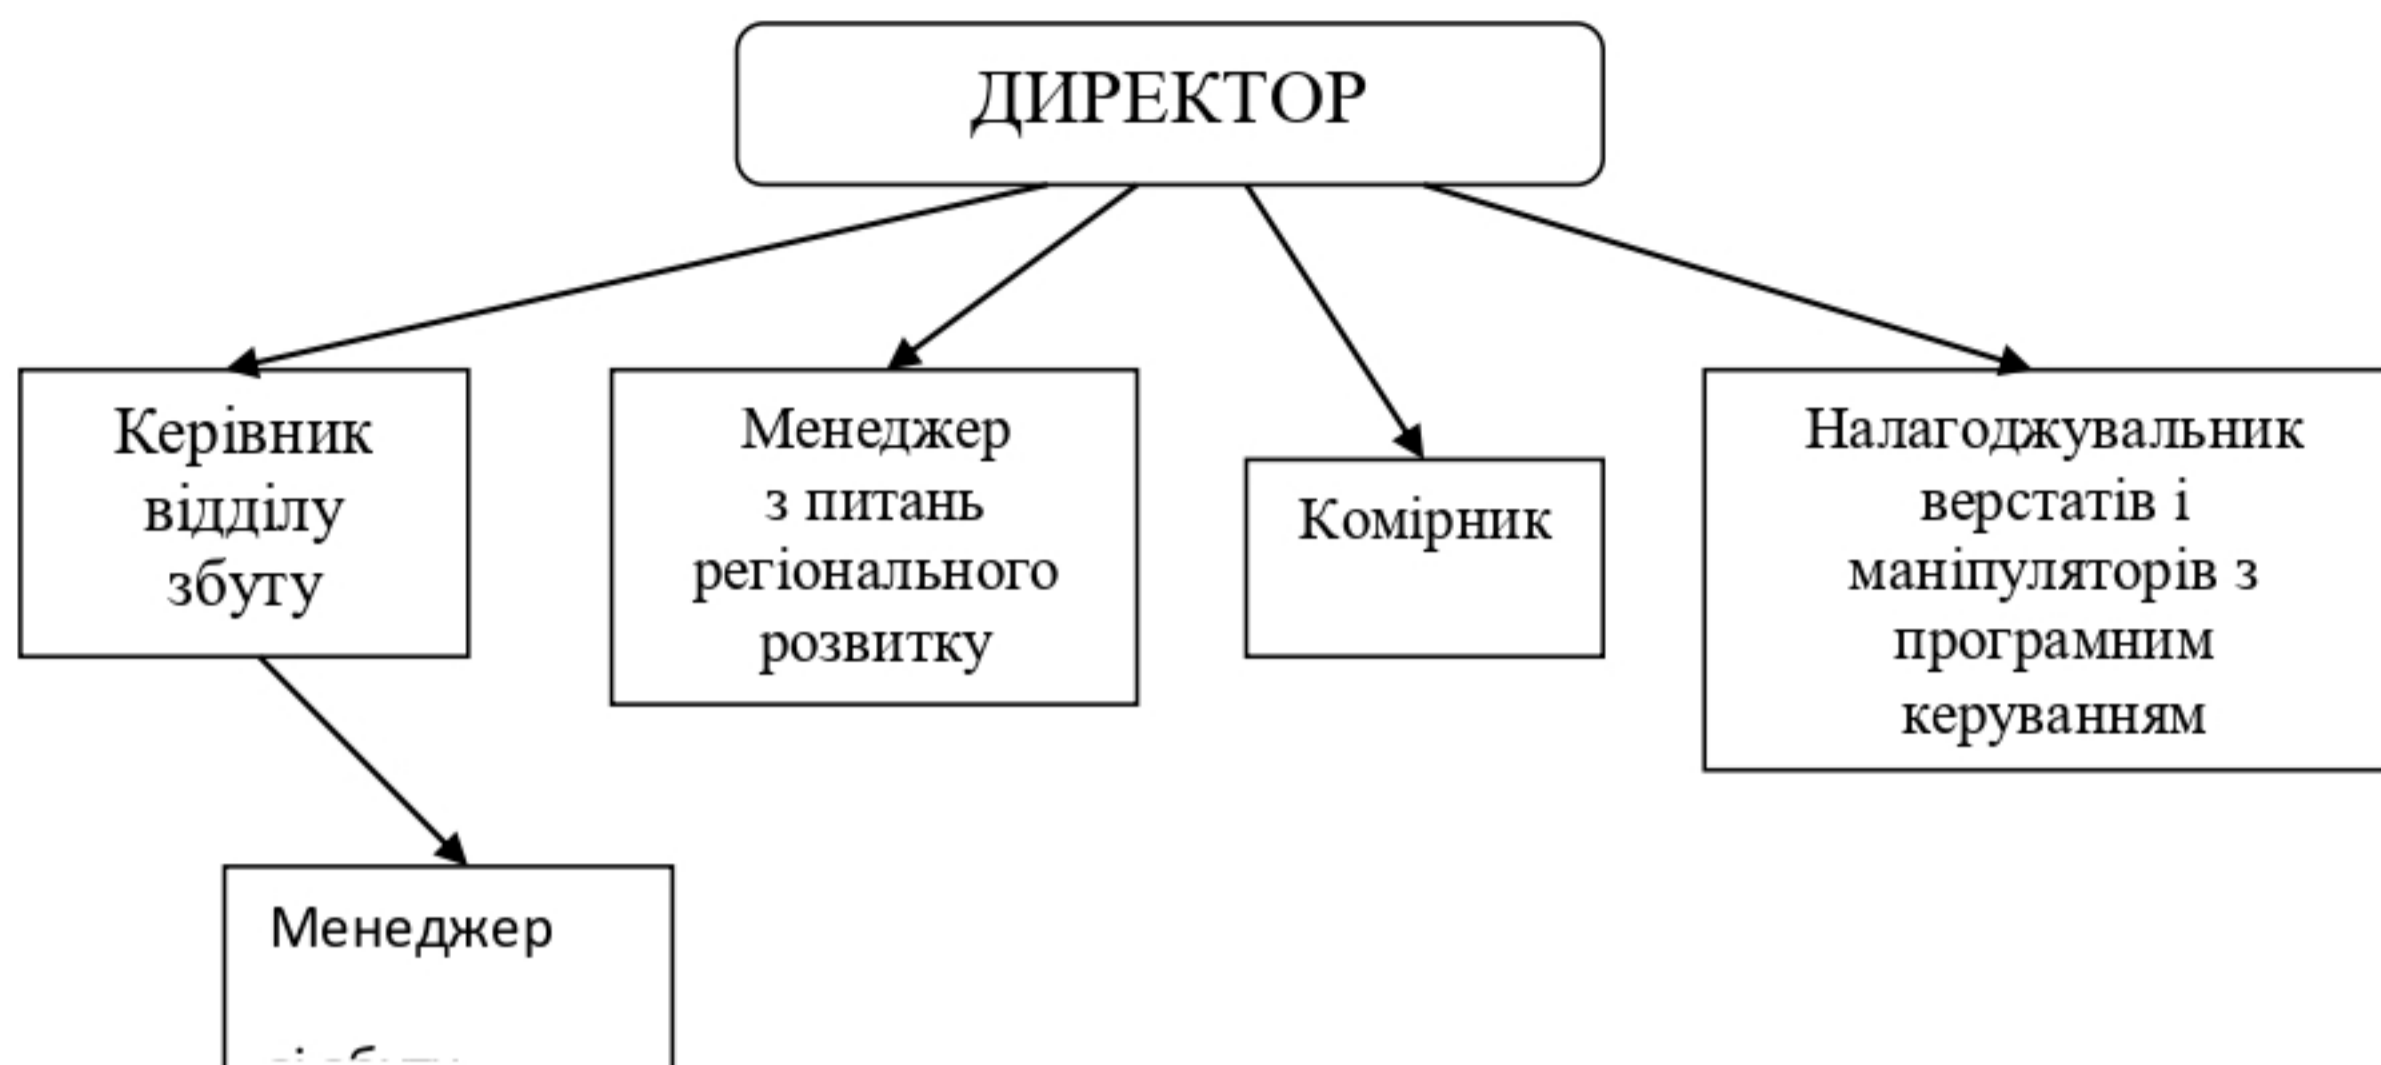 ДИРЕКТОР
Керівник
відділу
збуту
Менеджер
з питань
регіонального
розвитку
Комірник
Налагоджувальник
верстатів і
маніпуляторів з
програмним
керуванням
Менеджер